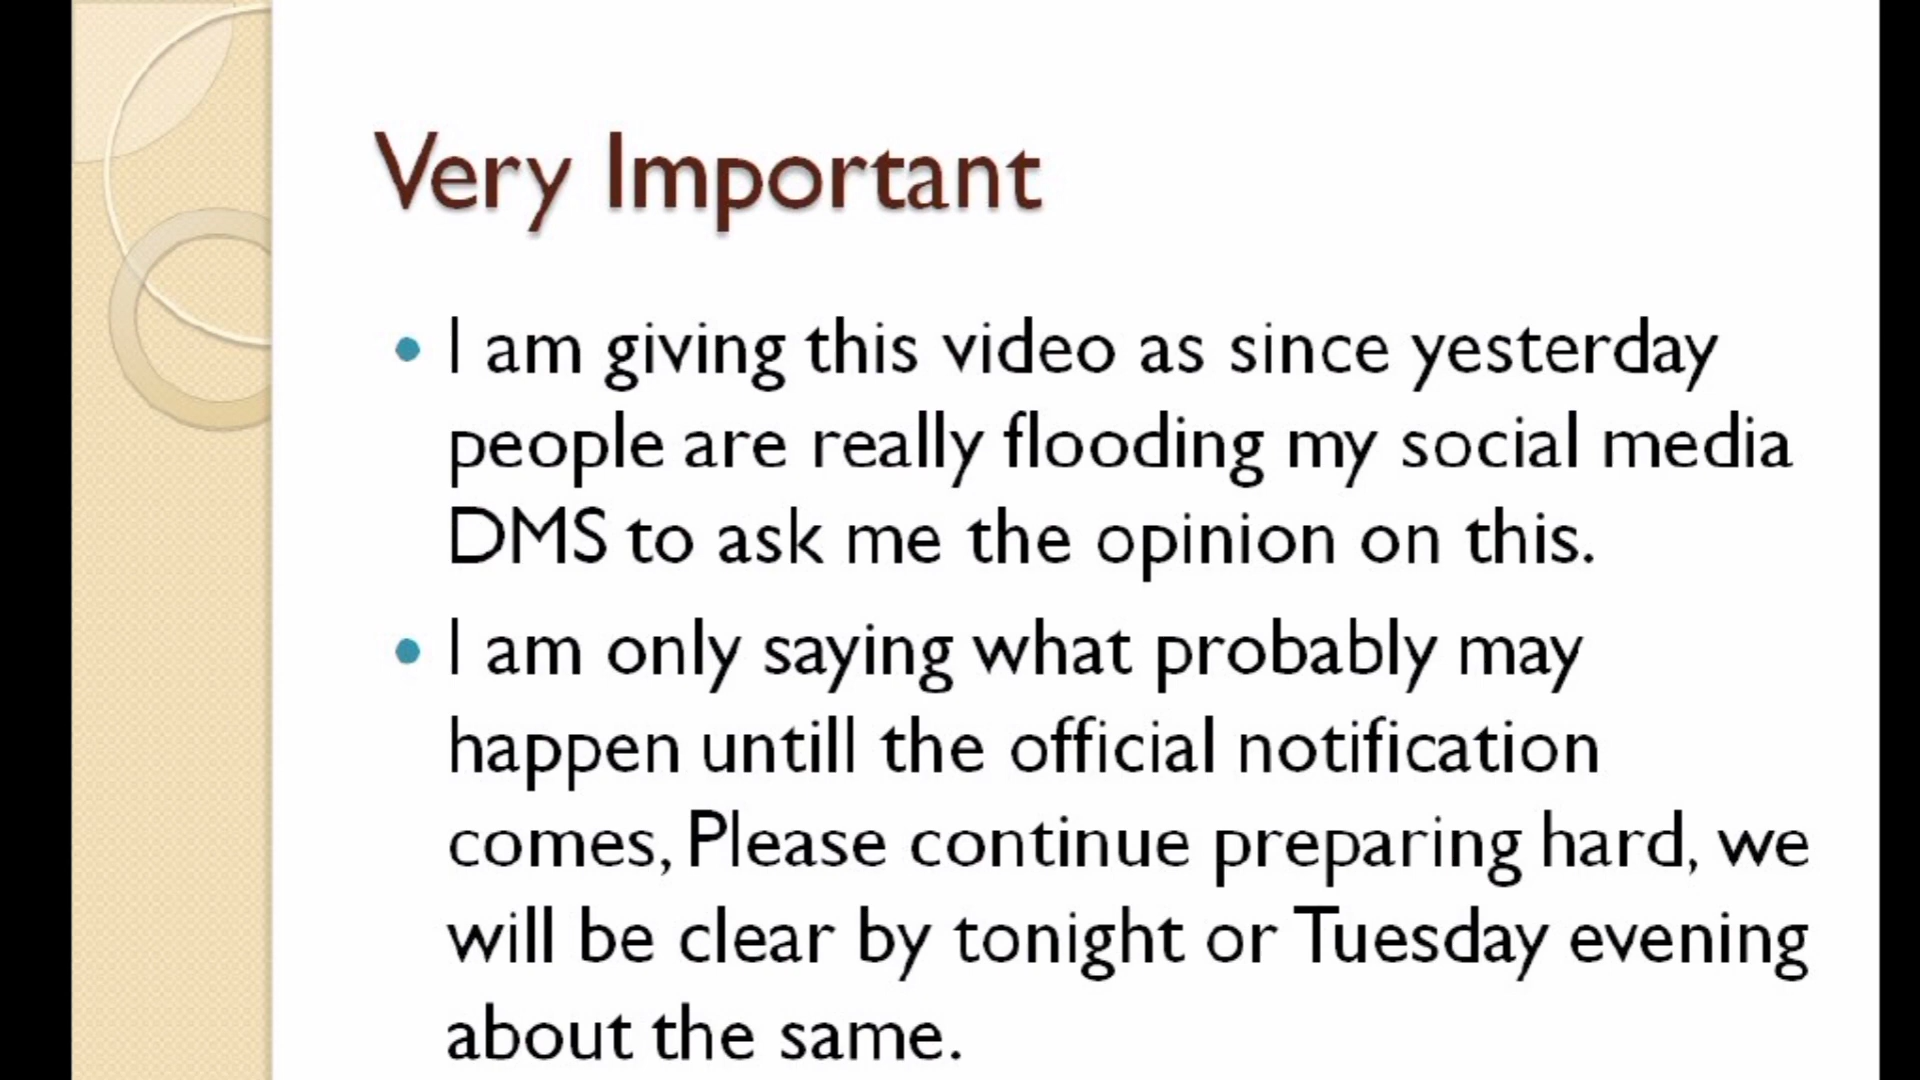 Very Important
• I am giving this video as since yesterday
people are really flooding my social media
DMS to ask me the opinion on this.
• I am only saying what probably may
happen untill the official notification
comes, Please continue preparing hard, we
will be clear by tonight or Tuesday evening
about the same.